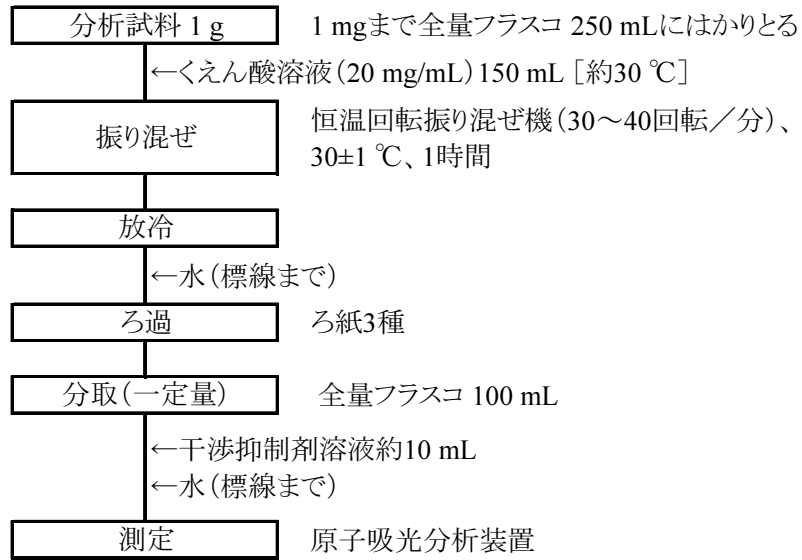 分析試料 1 g
1 mgまで全量フラスコ 250 mLにはかりとる
←くえん酸溶液(20 mg/mL)150 mL [約30 ℃]
振り混ぜ
恒温回転振り混ぜ機(30～40回転/分)、
30±1 ℃、1時間
放冷
←水(標線まで)
ろ過
ろ紙3種
分取(一定量)
全量フラスコ 100 mL
←干渉抑制剤溶液約10 mL
←水(標線まで)
測定
原子吸光分析装置